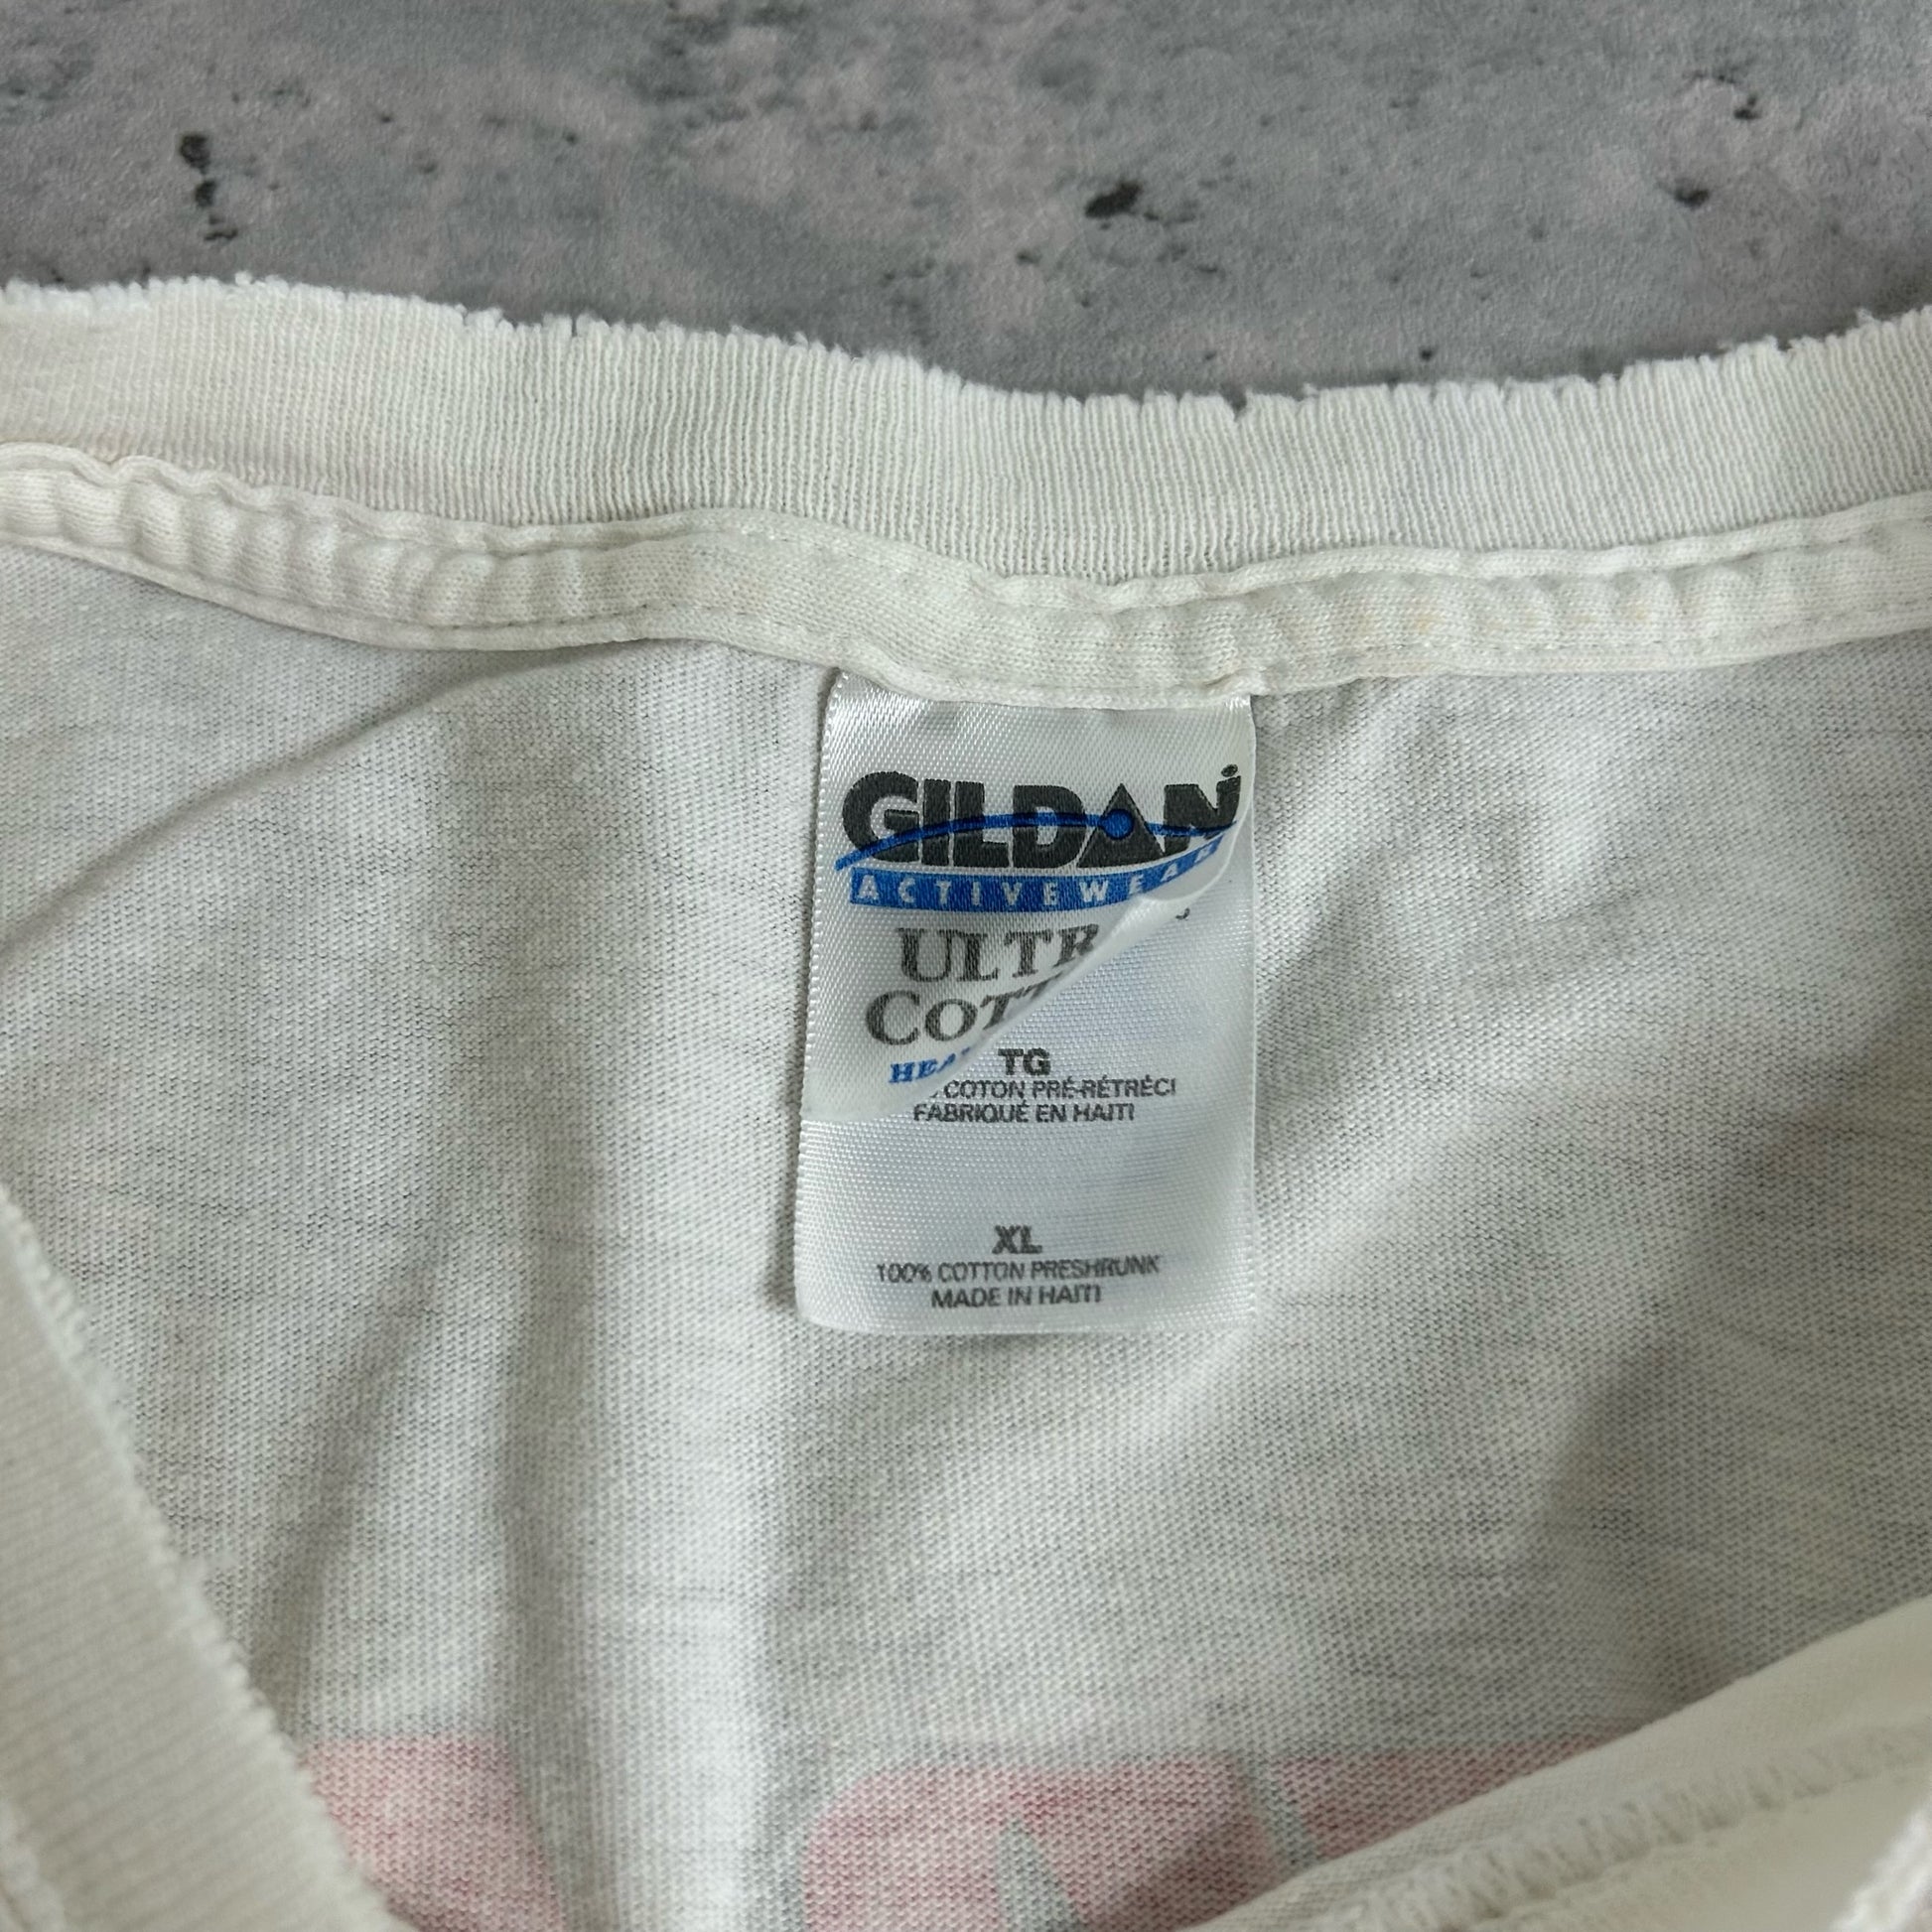 GILDAN
ACTIVEWEAR
ULTR
COTT
HEA
TG
COTON PRÉ-RÉTRÉCI
FABRIQUÉ EN HAITI
XL
100% COTTON PRESHRUNK
MADE IN HAITI